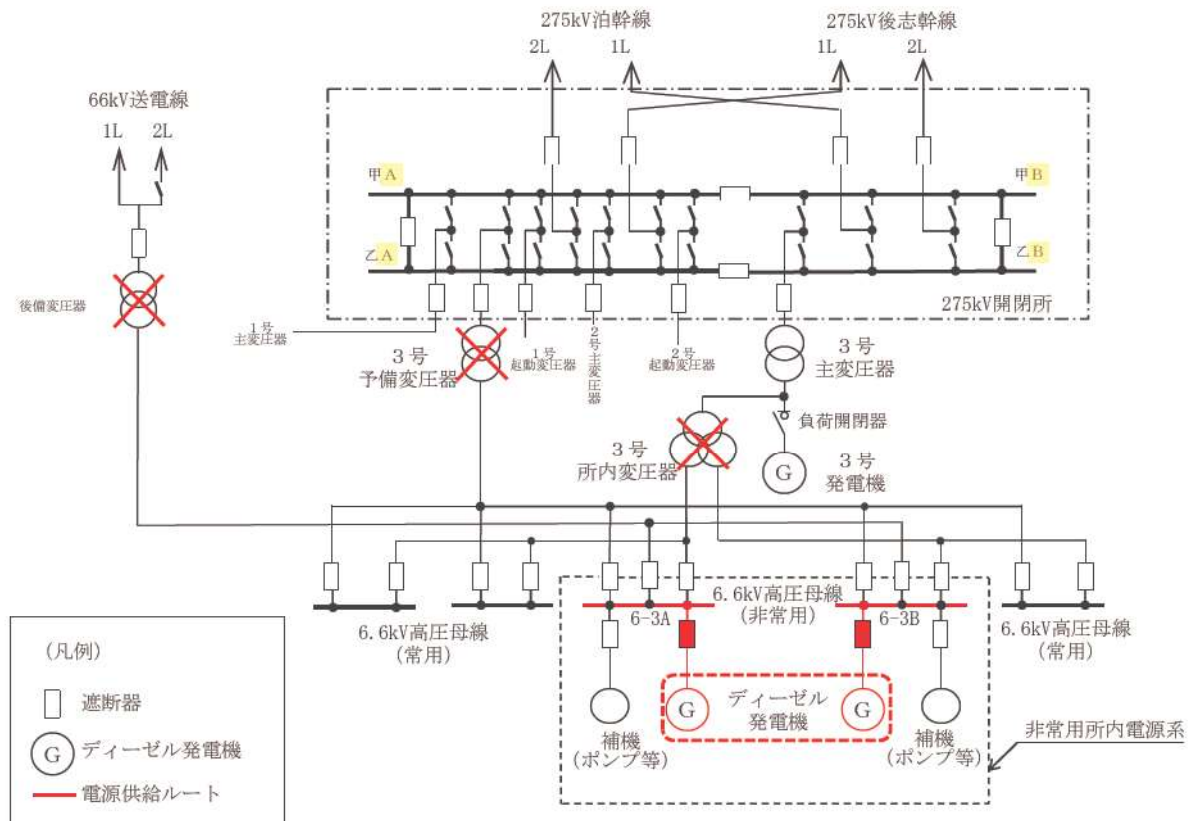 275kV泊幹線
275kV後志幹線
2L
1L
1L
2L
66kV送電線
1L
2L
甲A
甲B
乙A
乙B
275kV開閉所
後備変圧器
1号
主変圧器
3号
予備変圧器
1号
起動変圧器
2号主変圧器
2号
起動変圧器
3号
主変圧器
負荷開閉器
3号
所内変圧器
G
3号
発電機
6.6kV高圧母線
(常用)
6.6kV高圧母線
(非常用)
6-3A
6-3B
6.6kV高圧母線
(常用)
G
ディーゼル
発電機
G
補機
(ポンプ等)
補機
(ポンプ等)
非常用所内電源系
(凡例)
遮断器
G
ディーゼル発電機
電源供給ルート